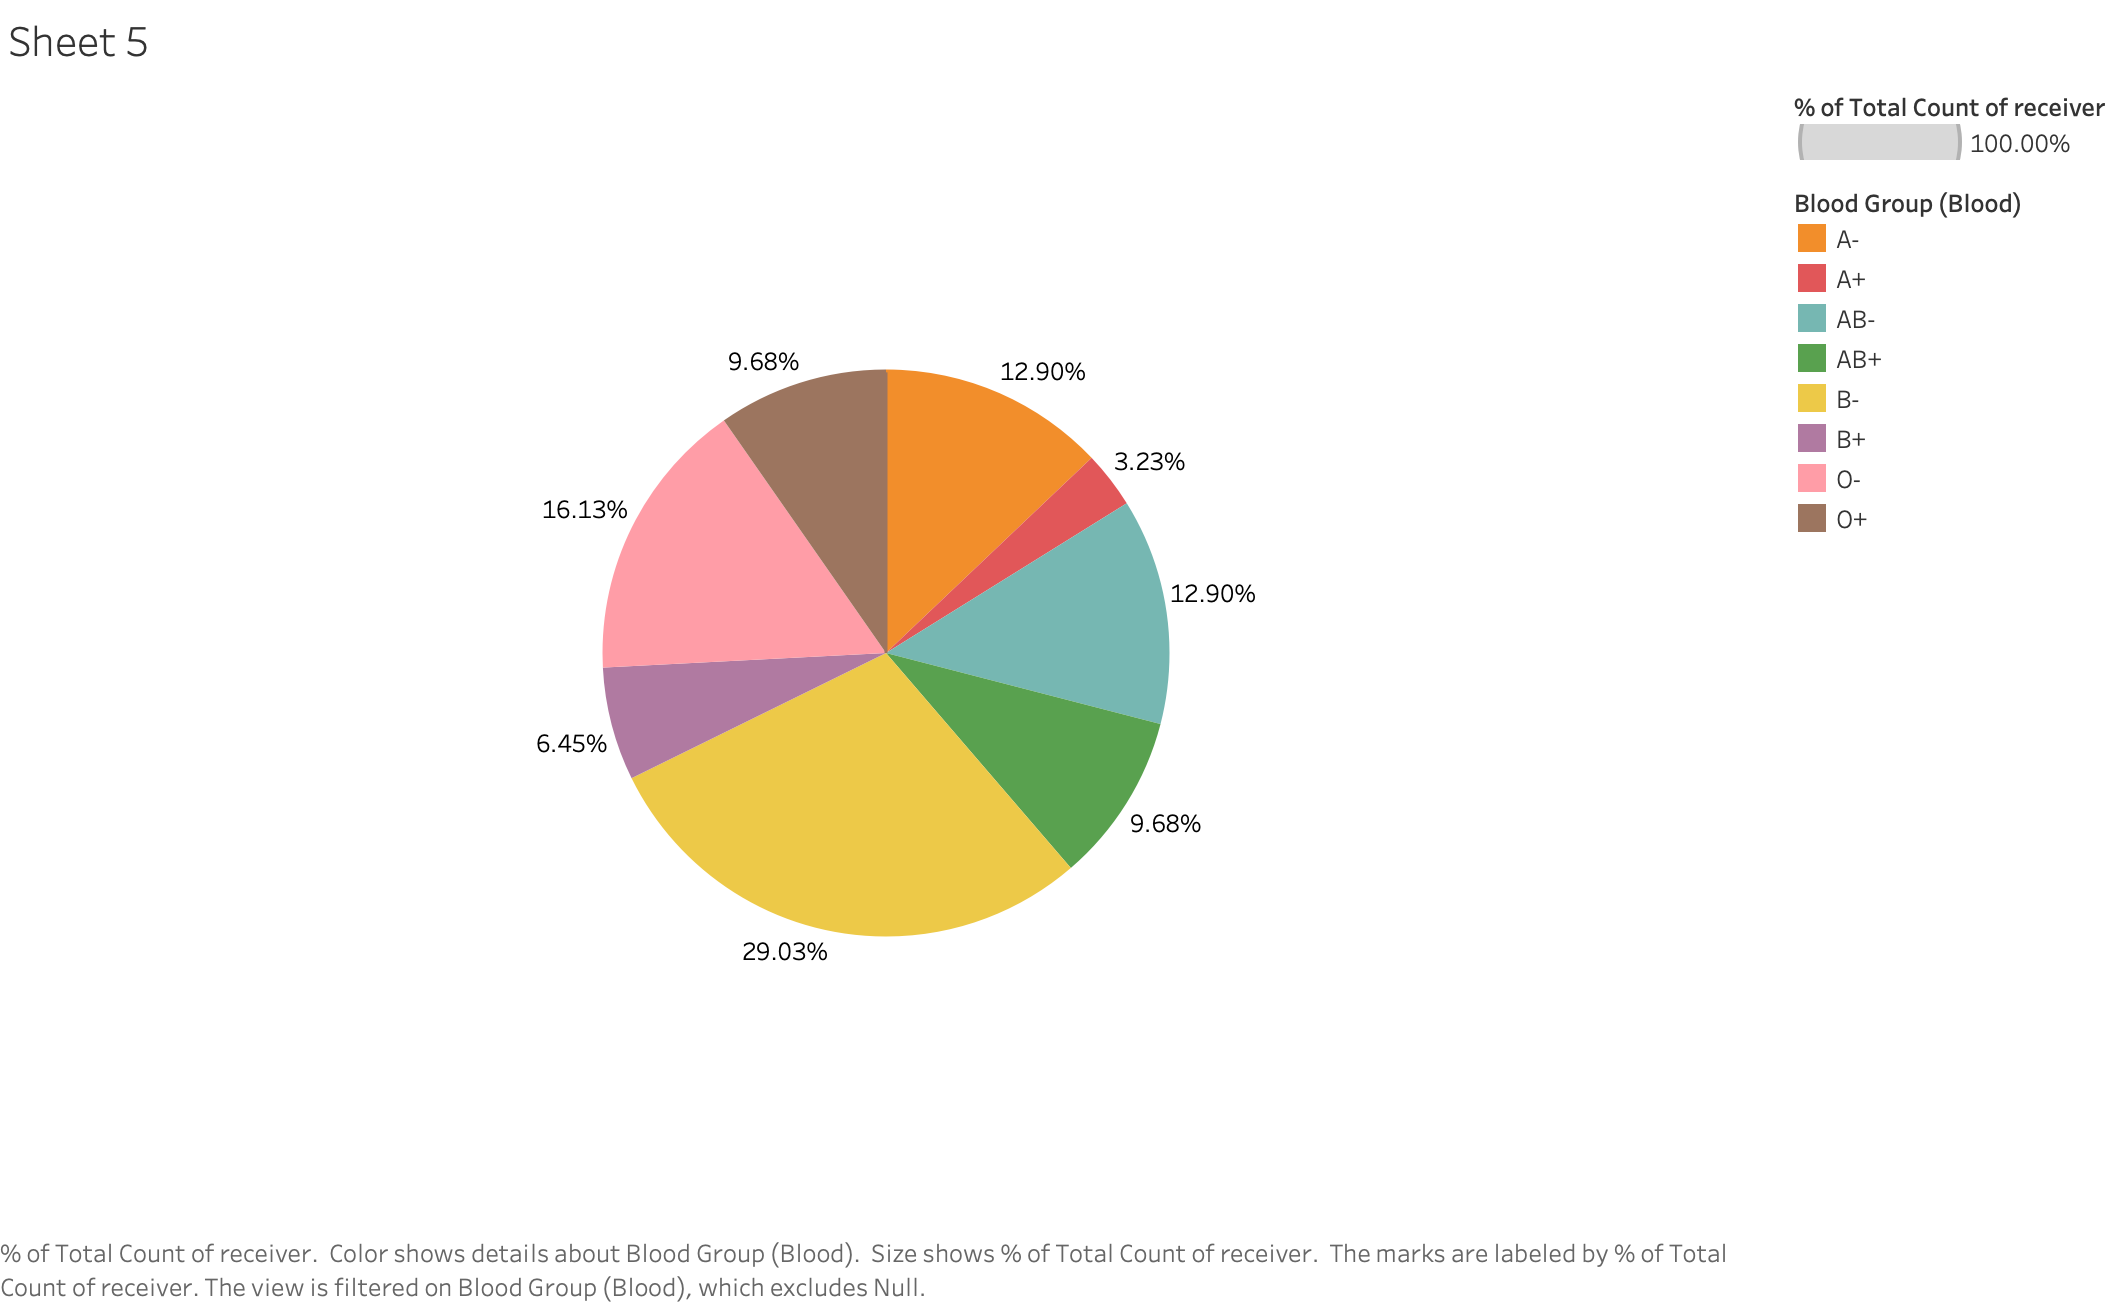 Sheet 5
% of Total Count of receiver
100.00%
Blood Group (Blood)
A-
A+
AB-
AB+
B-
B+
O-
O+
9.68%
12.90%
3.23%
16.13%
12.90%
6.45%
9.68%
29.03%
% of Total Count of receiver.  Color shows details about Blood Group (Blood).  Size shows % of Total Count of receiver.  The marks are labeled by % of Total
Count of receiver. The view is filtered on Blood Group (Blood), which excludes Null.